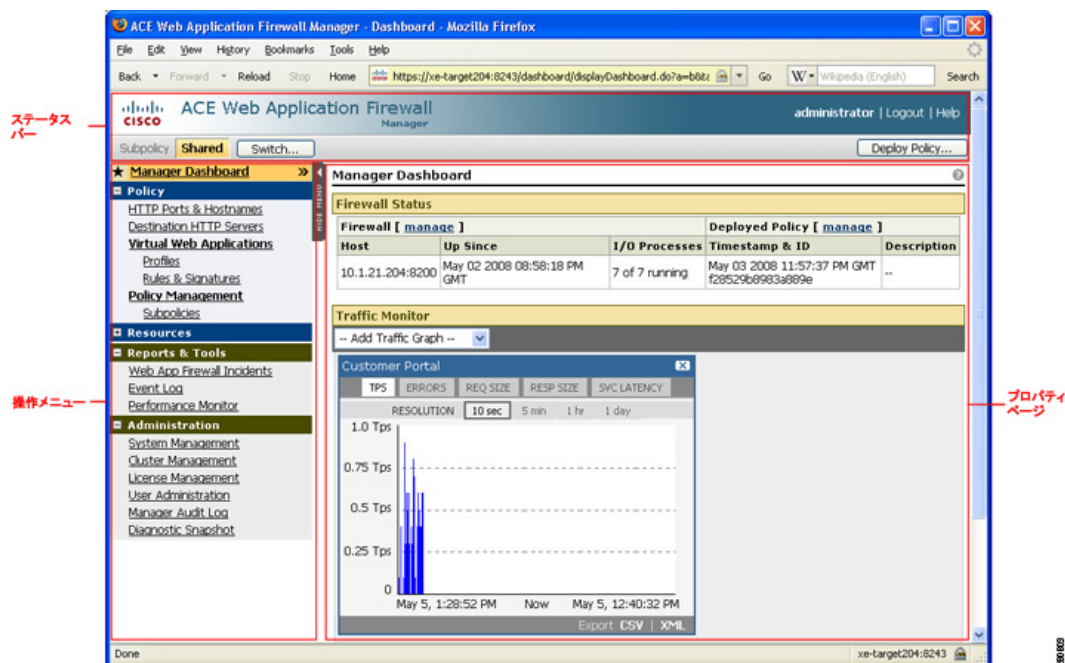 ACE Web Application Firewall Manager - Dashboard - Mozilla Firefox
File Edit View History Bookmarks Tools Help
Back Forward Reload Stop Home https://xe-target204:8243/dashboard/displayDashboard.do?a=b8& Go W Wikipedia (English) Search
ステータス
バー
CISCO
ACE Web Application Firewall
Manager
administrator | Logout | Help
Subpolicy Shared Switch... Deploy Policy...
★ Manager Dashboard »
HIDE MENU
Policy
HTTP Ports & Hostnames
Destination HTTP Servers
Virtual Web Applications
Profiles
Rules & Signatures
Policy Management
Subpolicies
Resources
Reports & Tools
Web App Firewall Incidents
Event Log
Performance Monitor
Administration
System Management
Cluster Management
License Management
User Administration
Manager Audit Log
Diagnostic Snapshot
操作メニュー
Manager Dashboard ?
Firewall Status
Firewall [ manage ] Deployed Policy [ manage ]
Host Up Since I/O Processes Timestamp & ID Description
10.1.21.204:8200 May 02 2008 08:58:18 PM GMT 7 of 7 running May 03 2008 11:57:37 PM GMT f28529b8983a889e --
Traffic Monitor
-- Add Traffic Graph --
Customer Portal
TPS ERRORS REQ SIZE RESP SIZE SVC LATENCY
RESOLUTION 10 sec 5 min 1 hr 1 day
1.0 Tps
0.75 Tps
0.5 Tps
0.25 Tps
0
May 5, 1:28:52 PM Now May 5, 12:40:32 PM
Export CSV | XML
プロパティ
ページ
Done xe-target204:8243